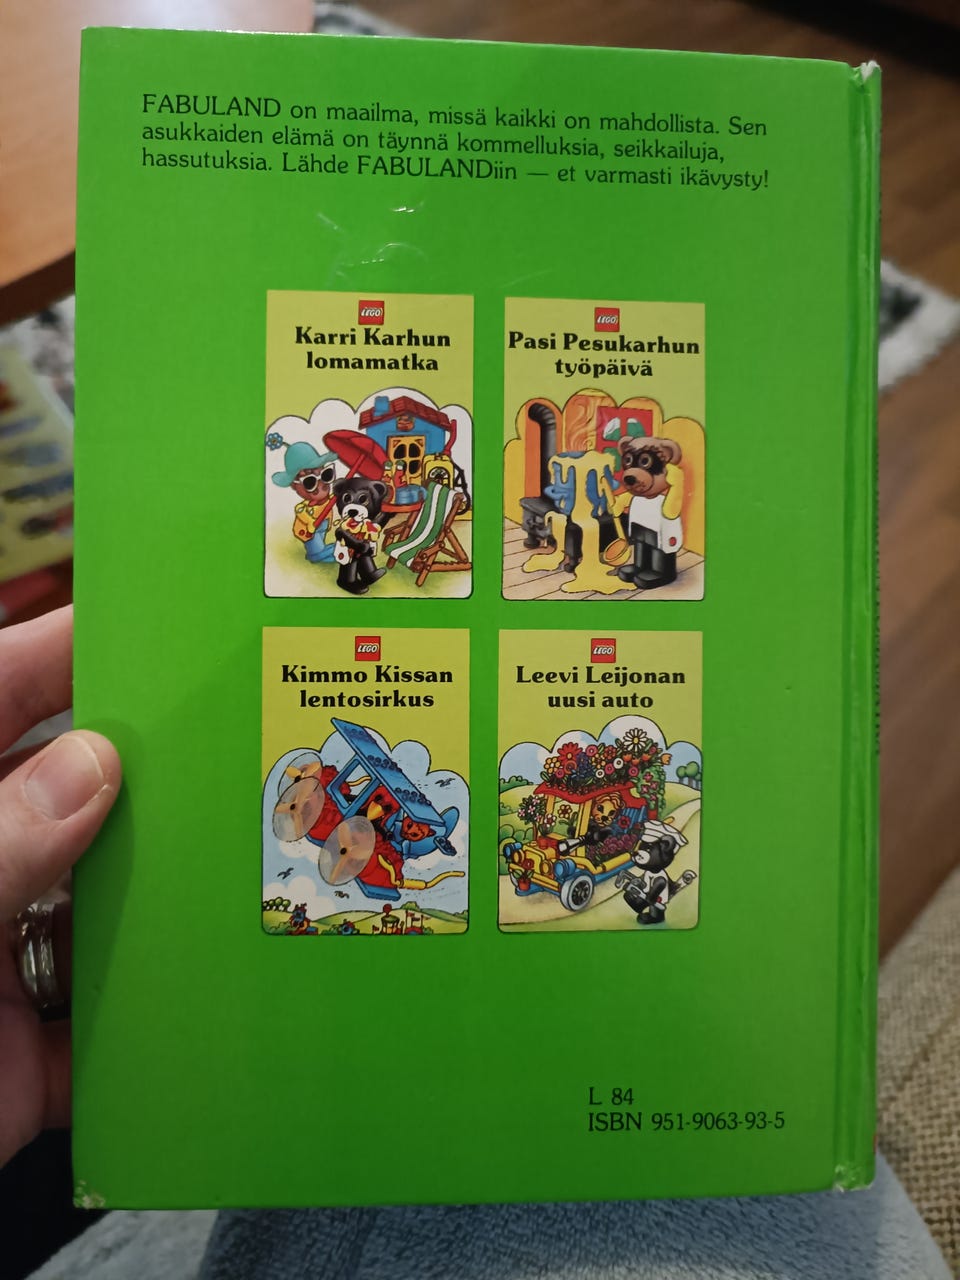 FABULAND on maailma, missä kaikki on mahdollista. Sen
asukkaiden elämä on täynnä kommelluksia, seikkailuja,
hassutuksia. Lähde FABULANDiin — et varmasti ikävysty!
LEGO
Karri Karhun
lomamatka
LEGO
Pasi Pesukarhun
työpäivä
LEGO
Kimmo Kissan
lentosirkus
LEGO
Leevi Leijonan
uusi auto
L 84
ISBN 951-9063-93-5